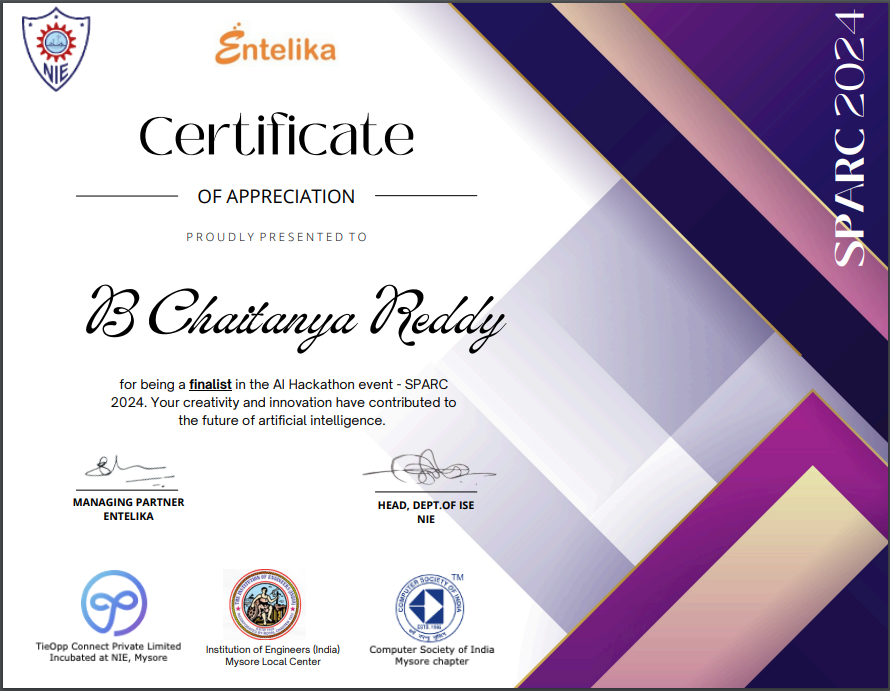 NIE
Entelika
SPARC 2024
Certificate
OF APPRECIATION
PROUDLY PRESENTED TO
B Chaitanya Reddy
for being a finalist in the AI Hackathon event - SPARC
2024. Your creativity and innovation have contributed to
the future of artificial intelligence.
MANAGING PARTNER
ENTELIKA
HEAD, DEPT.OF ISE
NIE
TieOpp Connect Private Limited
Incubated at NIE, Mysore
THE INSTITUTION OF ENGINEERS (INDIA)
Institution of Engineers (India)
Mysore Local Center
COMPUTER SOCIETY OF INDIA
TM
ESTD. 1965
Computer Society of India
Mysore chapter